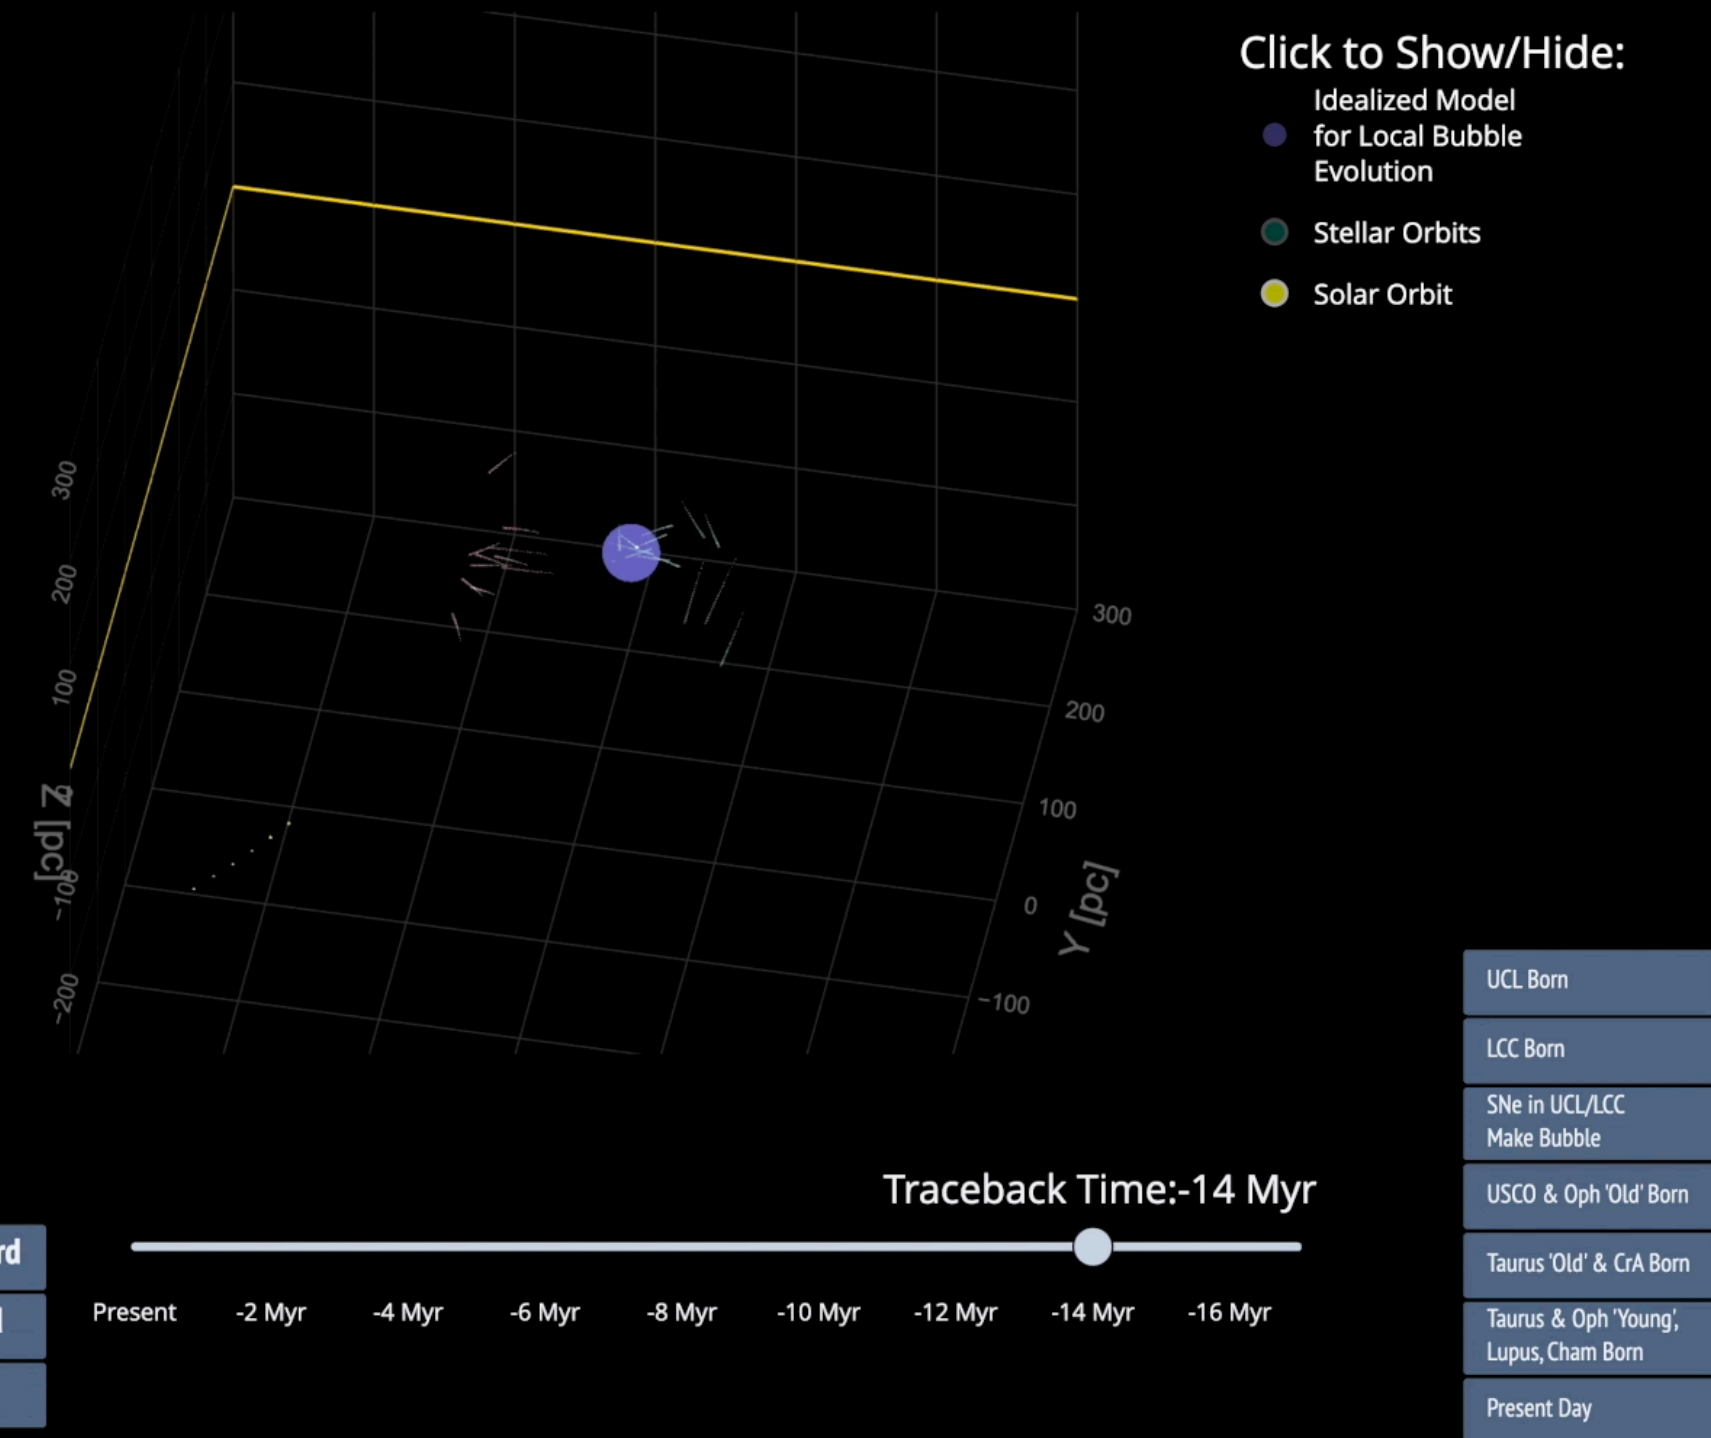 Click to Show/Hide:
Idealized Model
for Local Bubble
Evolution
Stellar Orbits
Solar Orbit
300
200
100
0
-100
-200
Z [pc]
300
200
100
0
-100
Y [pc]
UCL Born
LCC Born
SNe in UCL/LCC
Make Bubble
USCO & Oph 'Old' Born
Taurus 'Old' & CrA Born
Taurus & Oph 'Young',
Lupus, Cham Born
Present Day
Traceback Time:-14 Myr
rd
Present -2 Myr -4 Myr -6 Myr -8 Myr -10 Myr -12 Myr -14 Myr -16 Myr